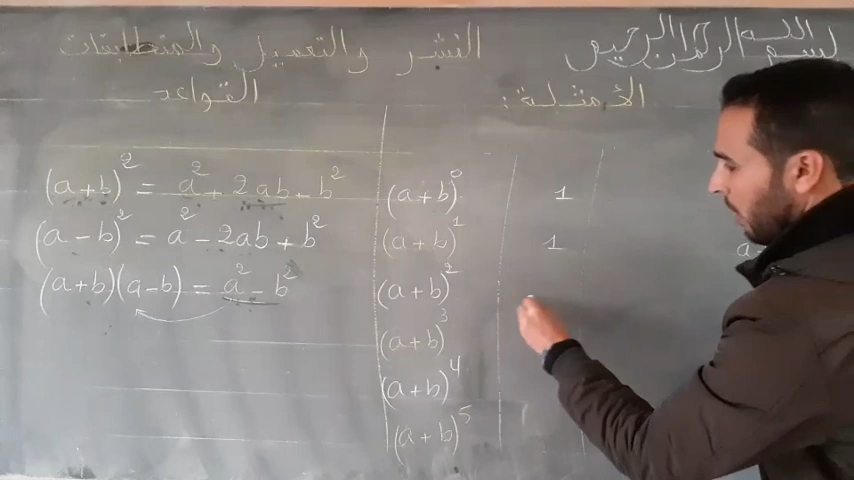 بسم الله الرحمن الرحيم
النشر والتعميل والمتطابقات
الأمثلة:
القواعد
(a+b)² = a² + 2ab + b²
(a-b)² = a² - 2ab + b²
(a+b)(a-b) = a² - b²
(a+b)⁰ 1
(a+b)¹ 1
(a+b)²
(a+b)³
(a+b)⁴
(a+b)⁵